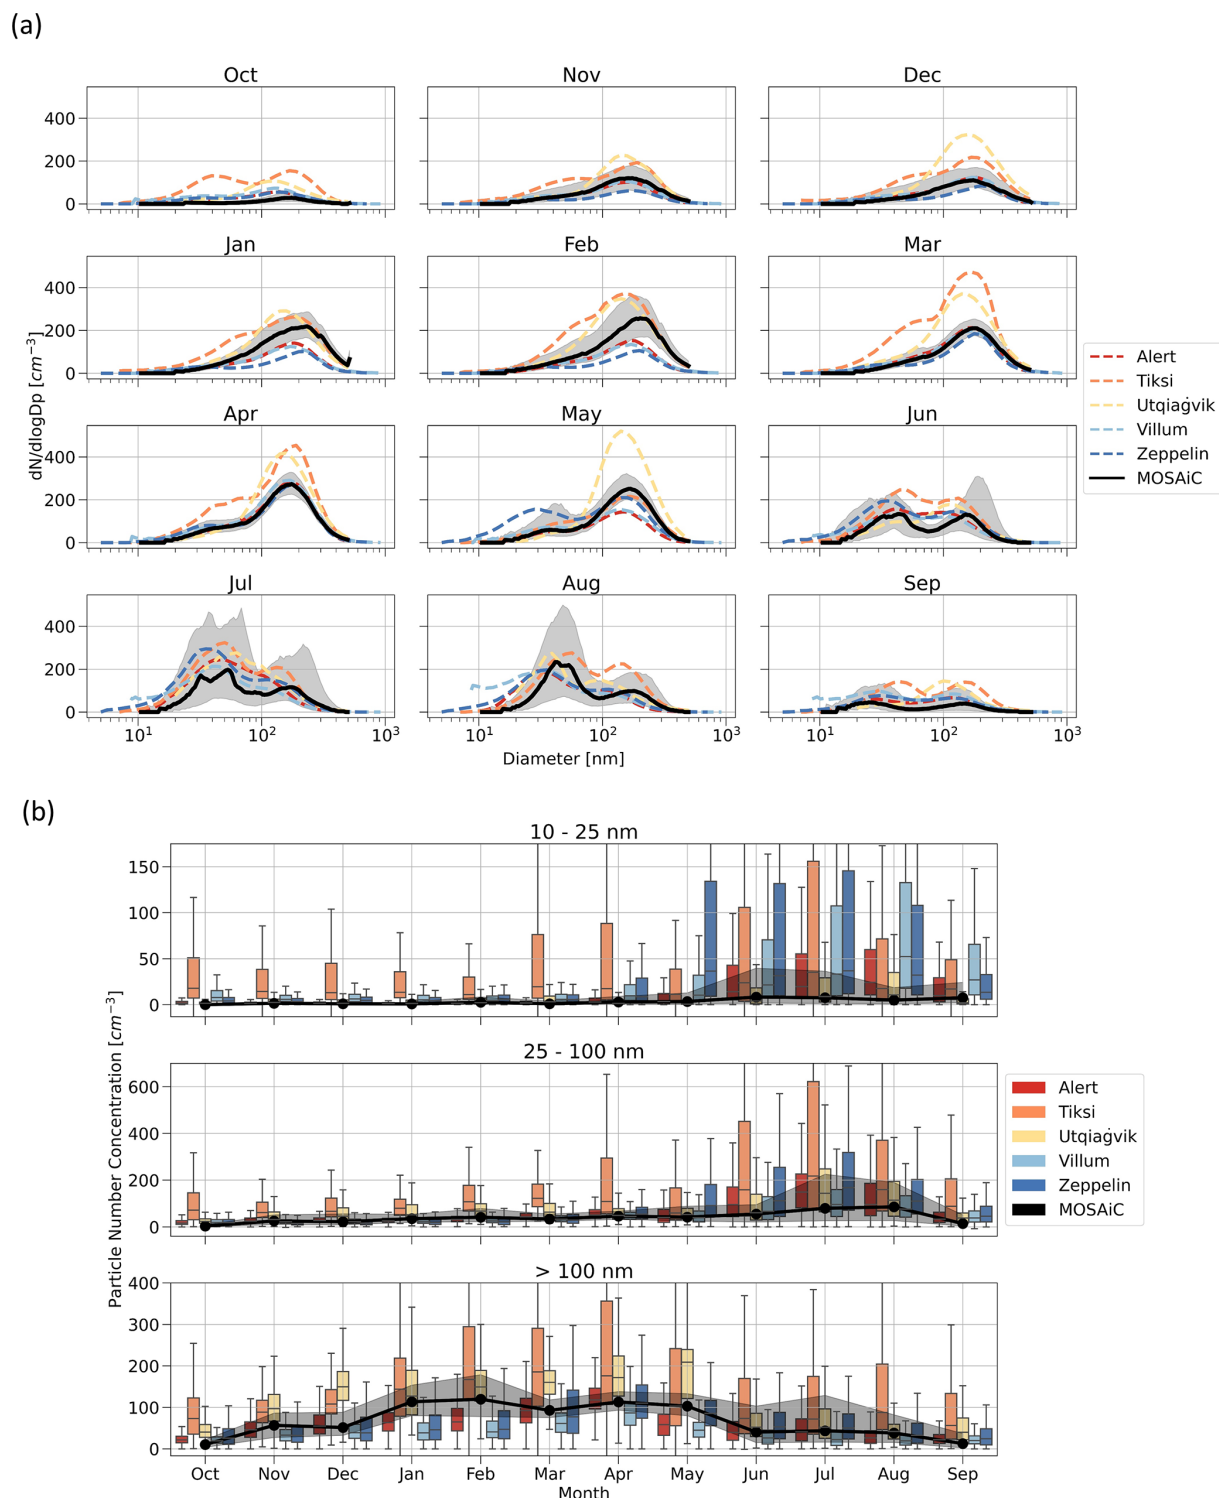 (a)
Oct Nov Dec
400
200
0
Jan Feb Mar
400
200
0
Apr May Jun
400
200
0
Jul Aug Sep
400
200
0
10¹ 10² 10³ 10¹ 10² 10³ 10¹ 10² 10³
Diameter [nm]
dN/dlogDp [cm⁻³]
Alert
Tiksi
Utqiaġvik
Villum
Zeppelin
MOSAiC
(b)
10 - 25 nm
150
100
50
0
25 - 100 nm
600
400
200
0
> 100 nm
400
300
200
100
0
Oct Nov Dec Jan Feb Mar Apr May Jun Jul Aug Sep
Month
Particle Number Concentration [cm⁻³]
Alert
Tiksi
Utqiaġvik
Villum
Zeppelin
MOSAiC